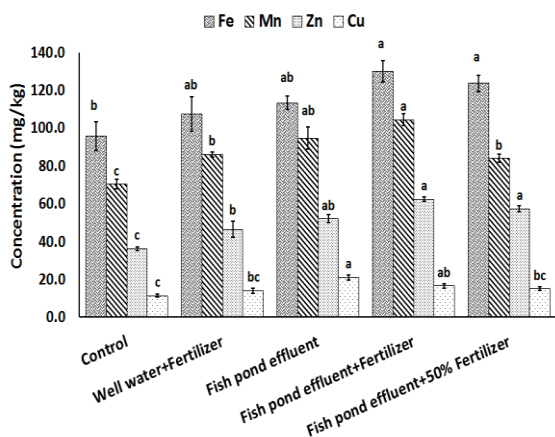 Fe Mn Zn Cu
Concentration (mg/kg)
140.0
120.0
100.0
80.0
60.0
40.0
20.0
0.0
b c c c
ab b b bc
ab ab ab a
a a a ab
a b a bc
Control
Well water+Fertilizer
Fish pond effluent
Fish pond effluent+Fertilizer
Fish pond effluent+50% Fertilizer